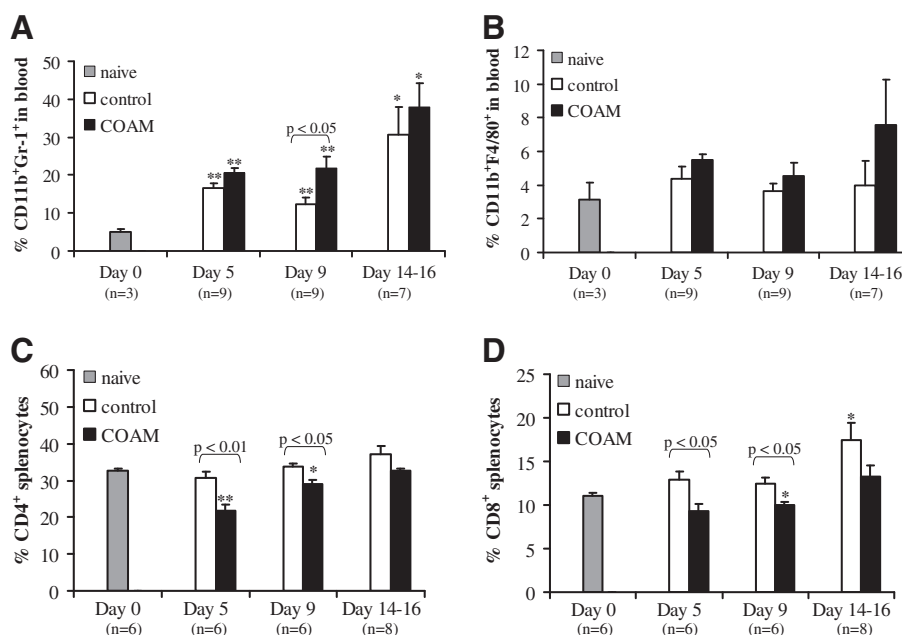 A
% CD11b+Gr-1+ in blood
50
40
30
20
10
0
naive
control
COAM
**
**
**
p < 0.05
**
*
*
Day 0
Day 5
Day 9
Day 14-16
(n=3)
(n=9)
(n=9)
(n=7)
B
% CD11b+F4/80+ in blood
12
10
8
6
4
2
0
naive
control
COAM
Day 0
Day 5
Day 9
Day 14-16
(n=3)
(n=9)
(n=9)
(n=7)
C
% CD4+ splenocytes
60
50
40
30
20
10
0
naive
control
COAM
p < 0.01
**
p < 0.05
*
Day 0
Day 5
Day 9
Day 14-16
(n=6)
(n=6)
(n=6)
(n=8)
D
% CD8+ splenocytes
25
20
15
10
5
0
naive
control
COAM
p < 0.05
p < 0.05
*
*
Day 0
Day 5
Day 9
Day 14-16
(n=6)
(n=6)
(n=6)
(n=8)